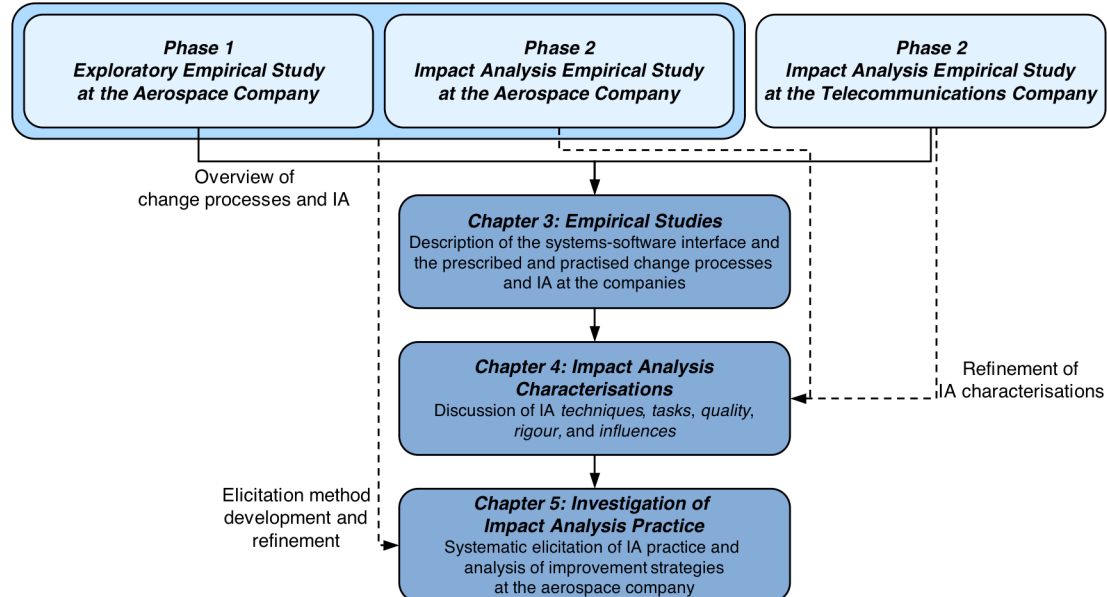 Phase 1
Exploratory Empirical Study
at the Aerospace Company
Phase 2
Impact Analysis Empirical Study
at the Aerospace Company
Phase 2
Impact Analysis Empirical Study
at the Telecommunications Company
Overview of
change processes and IA
Chapter 3: Empirical Studies
Description of the systems-software interface and
the prescribed and practised change processes
and IA at the companies
Chapter 4: Impact Analysis
Characterisations
Discussion of IA techniques, tasks, quality,
rigour, and influences
Refinement of
IA characterisations
Elicitation method
development and
refinement
Chapter 5: Investigation of
Impact Analysis Practice
Systematic elicitation of IA practice and
analysis of improvement strategies
at the aerospace company